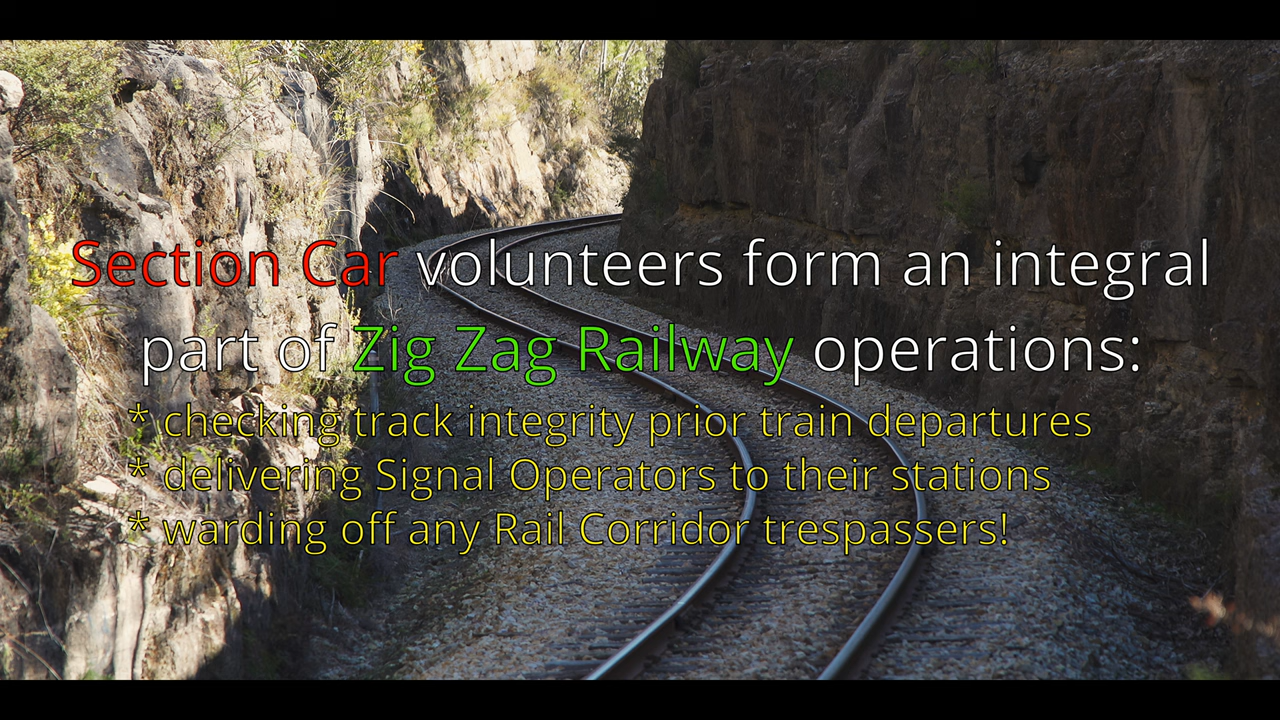 Section Car volunteers form an integral
part of Zig Zag Railway operations:
* checking track integrity prior train departures
* delivering Signal Operators to their stations
* warding off any Rail Corridor trespassers!